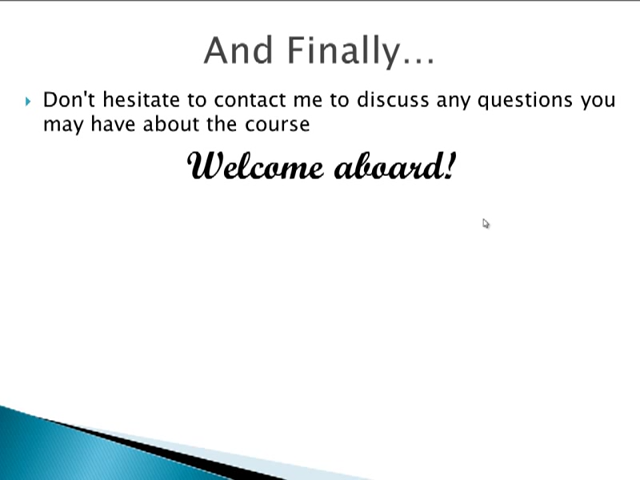 And Finally...
Don't hesitate to contact me to discuss any questions you
may have about the course
Welcome aboard!